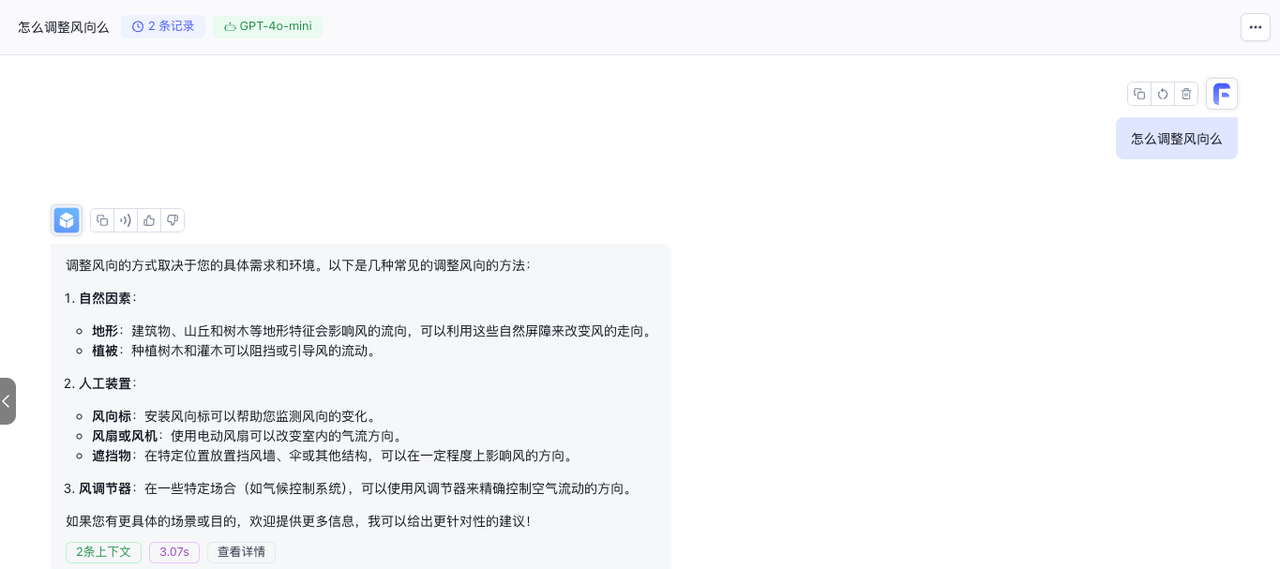 怎么调整风向么 2 条记录 GPT-4o-mini
怎么调整风向么
调整风向的方式取决于您的具体需求和环境。以下是几种常见的调整风向的方法：
1. 自然因素：
地形：建筑物、山丘和树木等地形特征会影响风的流向，可以利用这些自然屏障来改变风的走向。
植被：种植树木和灌木可以阻挡或引导风的流动。
2. 人工装置：
风向标：安装风向标可以帮助您监测风向的变化。
风扇或风机：使用电动风扇可以改变室内的气流方向。
遮挡物：在特定位置放置挡风墙、伞或其他结构，可以在一定程度上影响风的方向。
3. 风调节器：在一些特定场合（如气候控制系统），可以使用风调节器来精确控制空气流动的方向。
如果您有更具体的场景或目的，欢迎提供更多信息，我可以给出更针对性的建议！
2条上下文 3.07s 查看详情